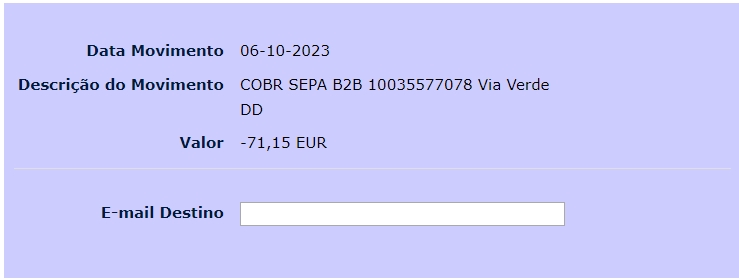 Data Movimento 06-10-2023
Descrição do Movimento COBR SEPA B2B 10035577078 Via Verde
DD
Valor -71,15 EUR
E-mail Destino